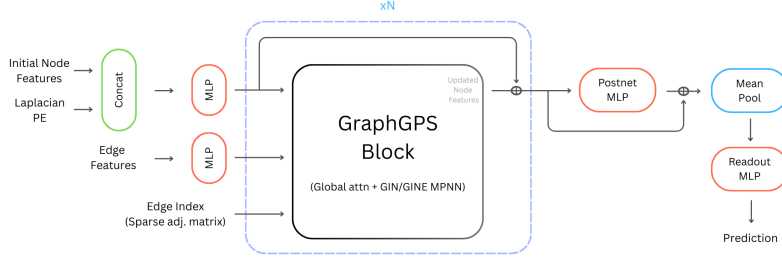 xN
Initial Node
Features
Laplacian
PE
Concat
MLP
Edge
Features
MLP
Edge Index
(Sparse adj. matrix)
Updated
Node
Features
GraphGPS
Block
(Global attn + GIN/GINE MPNN)
Postnet
MLP
Mean
Pool
Readout
MLP
Prediction